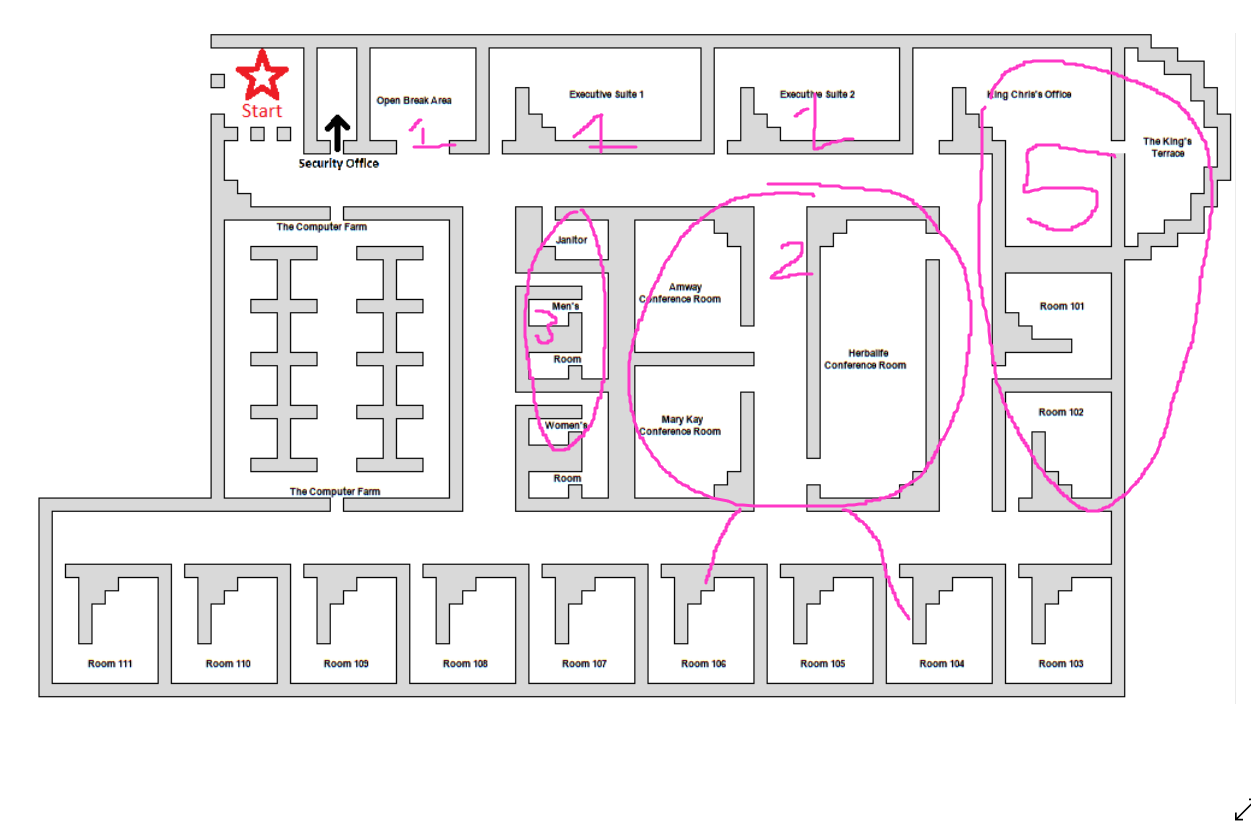 Start
Open Break Area
1
Executive Suite 1
1
Executive Suite 2
1
King Chris's Office
The King's
Terrace
5
Security Office
The Computer Farm
Janitor
Men's
3
Room
Women's
Room
Amway
Conference Room
2
Herbalife
Conference Room
Mary Kay
Conference Room
Room 101
Room 102
The Computer Farm
Room 111
Room 110
Room 109
Room 108
Room 107
Room 106
Room 105
Room 104
Room 103